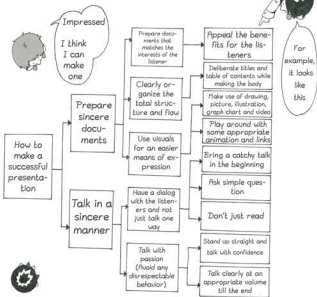 Impressed
I think
I can
make
one
For
example,
it looks
like
this
How to
make a
successful
presenta-
tion
Prepare
sincere
docu-
ments
Talk in a
sincere
manner
Prepare docu-
ments that
matches the
interests of the
listener
Clearly or-
ganize the
total struc-
ture and flow
Use visuals
for an easier
means of ex-
pression
Have a dialog
with the listen-
ers and not
just talk one
way
Talk with
passion
(Avoid any
disrespectable
behavior)
Appeal the bene-
fits for the lis-
teners
Deliberate titles and
table of contents while
making the body
Make use of drawing,
picture, illustration,
graph chart and video
Play around with
some appropriate
animation and links
Bring a catchy talk
in the beginning
Ask simple ques-
tion
Don't just read
Stand up straight and
talk with confidence
Talk clearly at an
appropriate volume
till the end